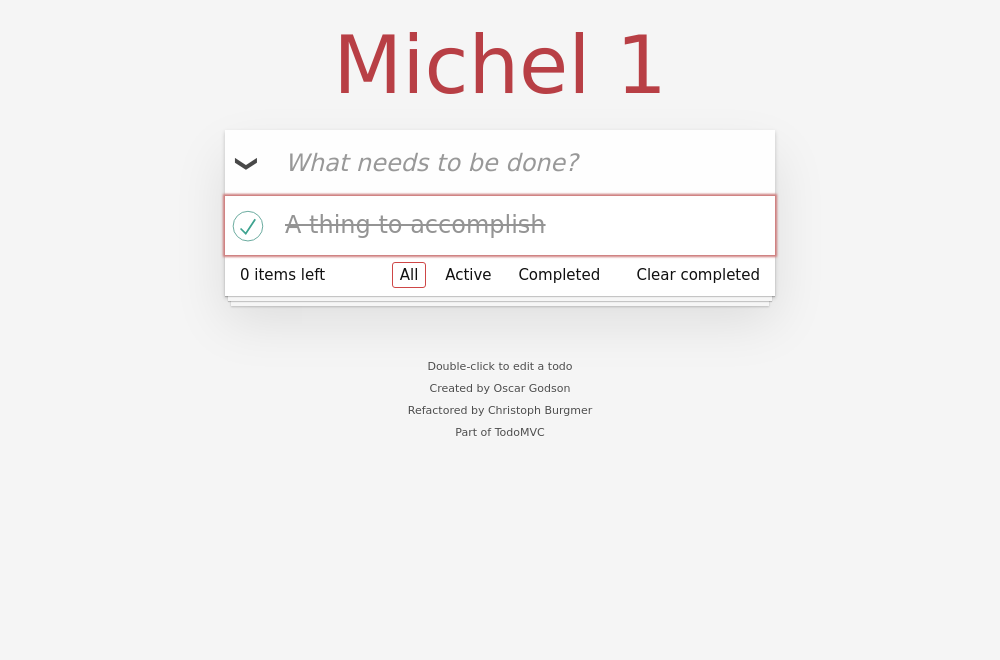 Michel 1
What needs to be done?
A thing to accomplish
0 items left All Active Completed Clear completed
Double-click to edit a todo
Created by Oscar Godson
Refactored by Christoph Burgmer
Part of TodoMVC